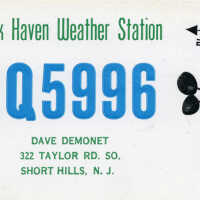 k Haven Weather Station
Q5996
DAVE DEMONET
322 TAYLOR RD. SO.
SHORT HILLS, N. J.